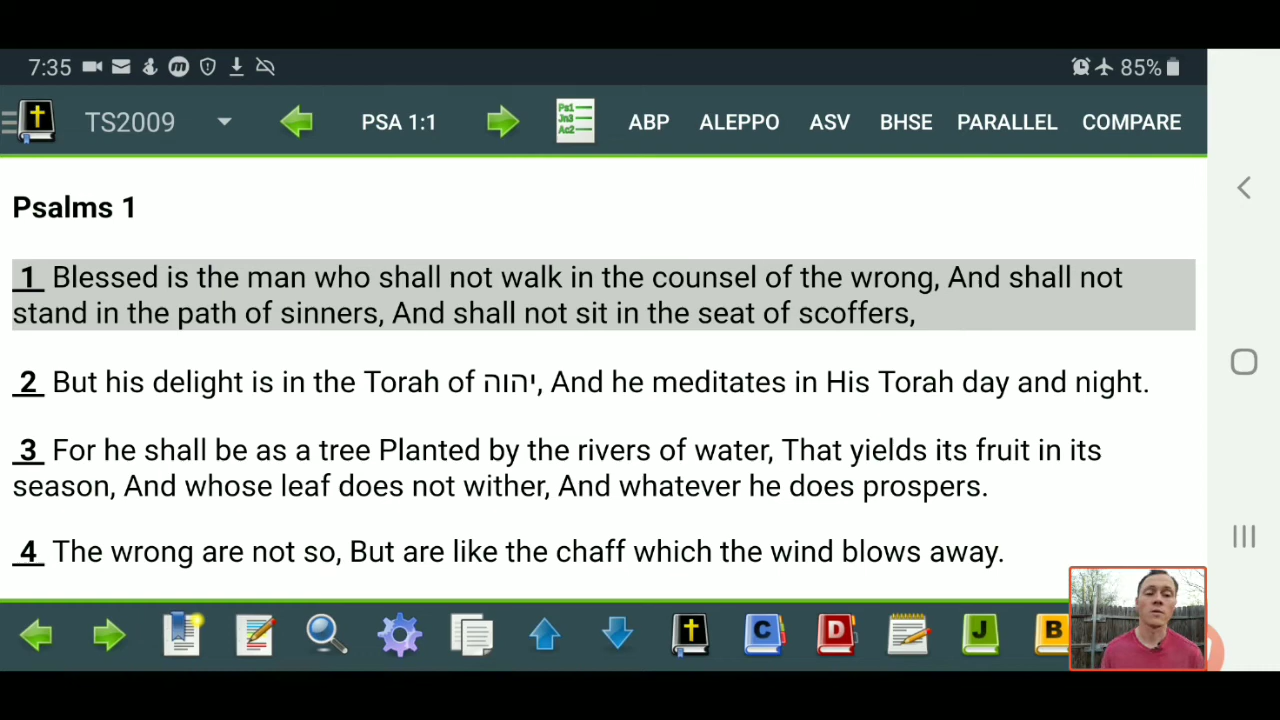 7:35 85%
TS2009 PSA 1:1 Ps1 Jn3 Ac2 ABP ALEPPO ASV BHSE PARALLEL COMPARE
Psalms 1
1 Blessed is the man who shall not walk in the counsel of the wrong, And shall not
stand in the path of sinners, And shall not sit in the seat of scoffers,
2 But his delight is in the Torah of יהוה, And he meditates in His Torah day and night.
3 For he shall be as a tree Planted by the rivers of water, That yields its fruit in its
season, And whose leaf does not wither, And whatever he does prospers.
4 The wrong are not so, But are like the chaff which the wind blows away.
C D J B